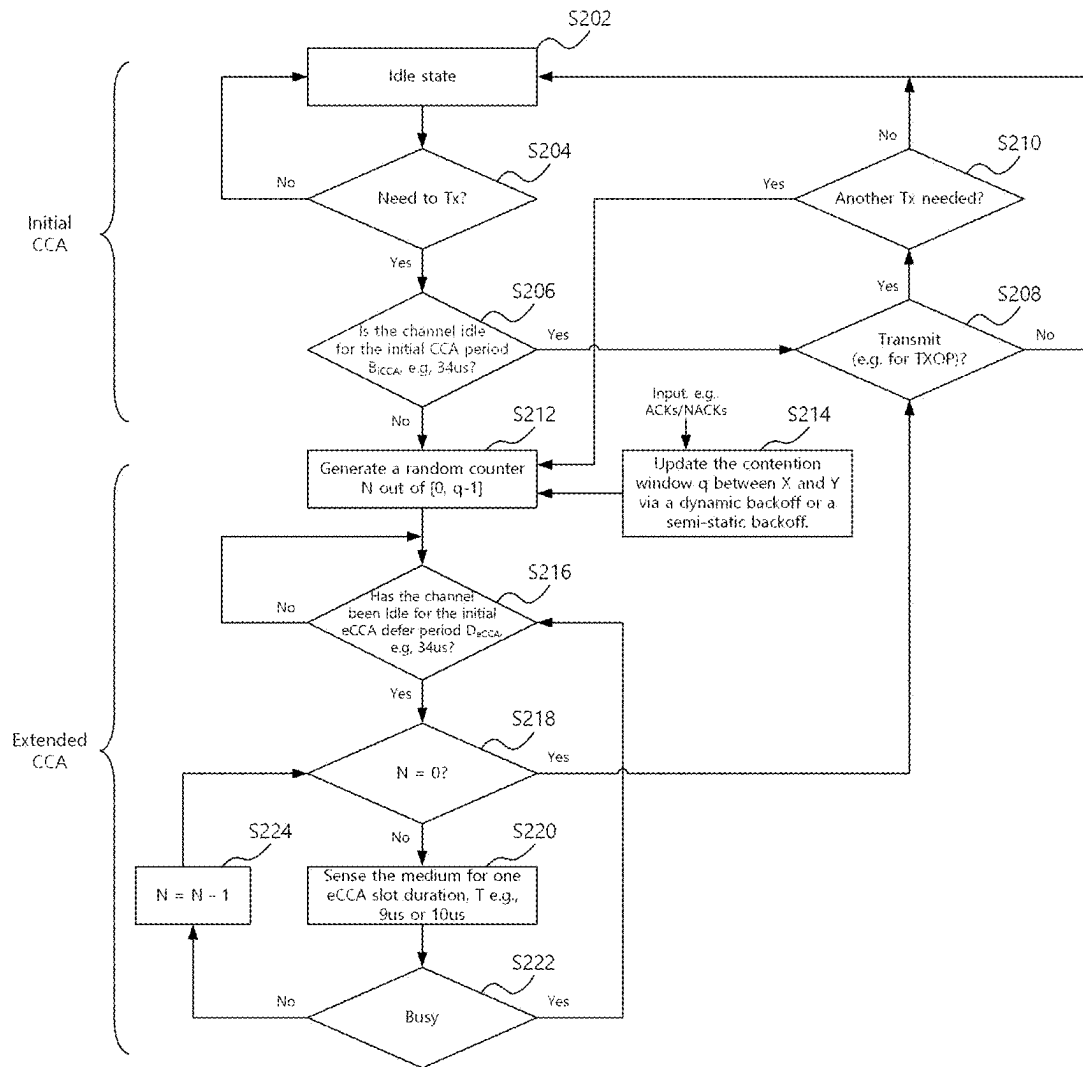 S202
Idle state
S204
No
Need to Tx?
Yes
S210
No
Yes
Another Tx needed?
Initial
CCA
S206
Is the channel idle
for the initial CCA period
BiCCA, e.g, 34us?
Yes
No
Yes
S208
Transmit
(e.g. for TXOP)?
No
S212
Generate a random counter
N out of [0, q-1]
Input, e.g.,
ACKs/NACKs
S214
Update the contention
window q between X and Y
via a dynamic backoff or a
semi-static backoff.
S216
Has the channel
been Idle for the initial
eCCA defer period DeCCA,
e.g, 34us?
No
Yes
Extended
CCA
S218
N = 0?
Yes
No
S224
N = N - 1
S220
Sense the medium for one
eCCA slot duration, T e.g.,
9us or 10us
S222
No
Busy
Yes